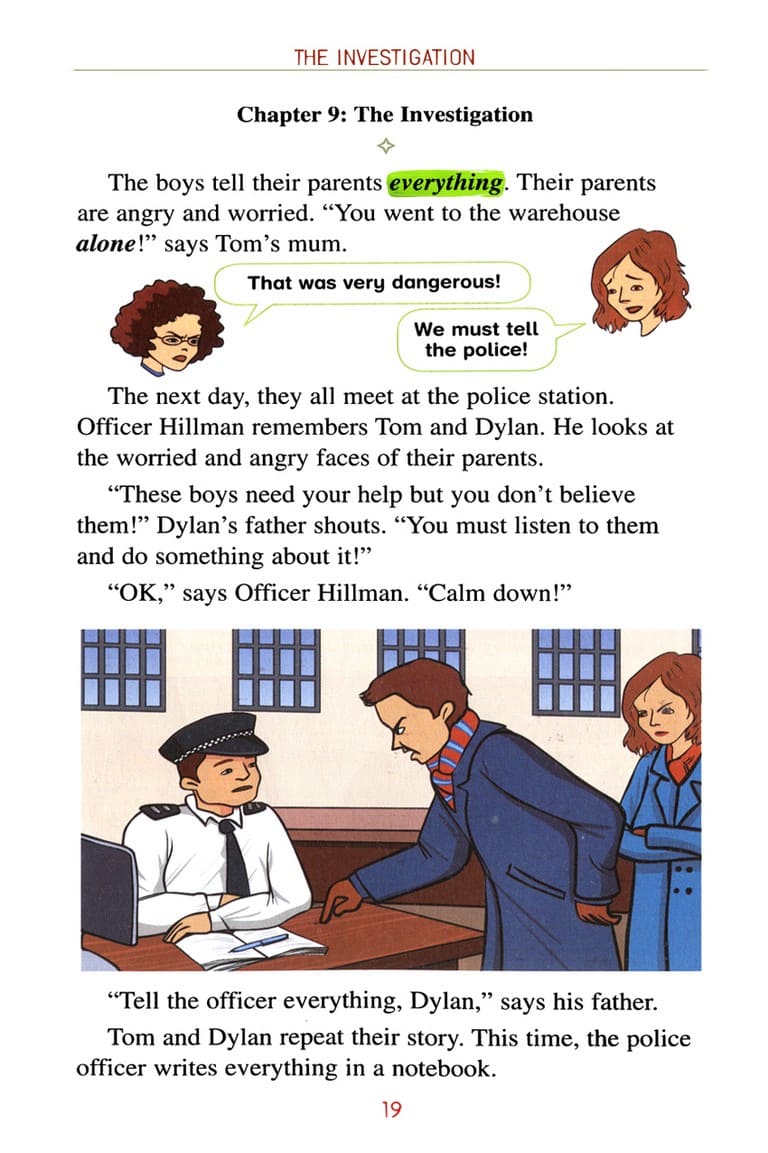 THE INVESTIGATION
Chapter 9: The Investigation
The boys tell their parents everything. Their parents
are angry and worried. “You went to the warehouse
alone!” says Tom’s mum.
That was very dangerous!
We must tell
the police!
The next day, they all meet at the police station.
Officer Hillman remembers Tom and Dylan. He looks at
the worried and angry faces of their parents.
“These boys need your help but you don’t believe
them!” Dylan’s father shouts. “You must listen to them
and do something about it!”
“OK,” says Officer Hillman. “Calm down!”
“Tell the officer everything, Dylan,” says his father.
Tom and Dylan repeat their story. This time, the police
officer writes everything in a notebook.
19